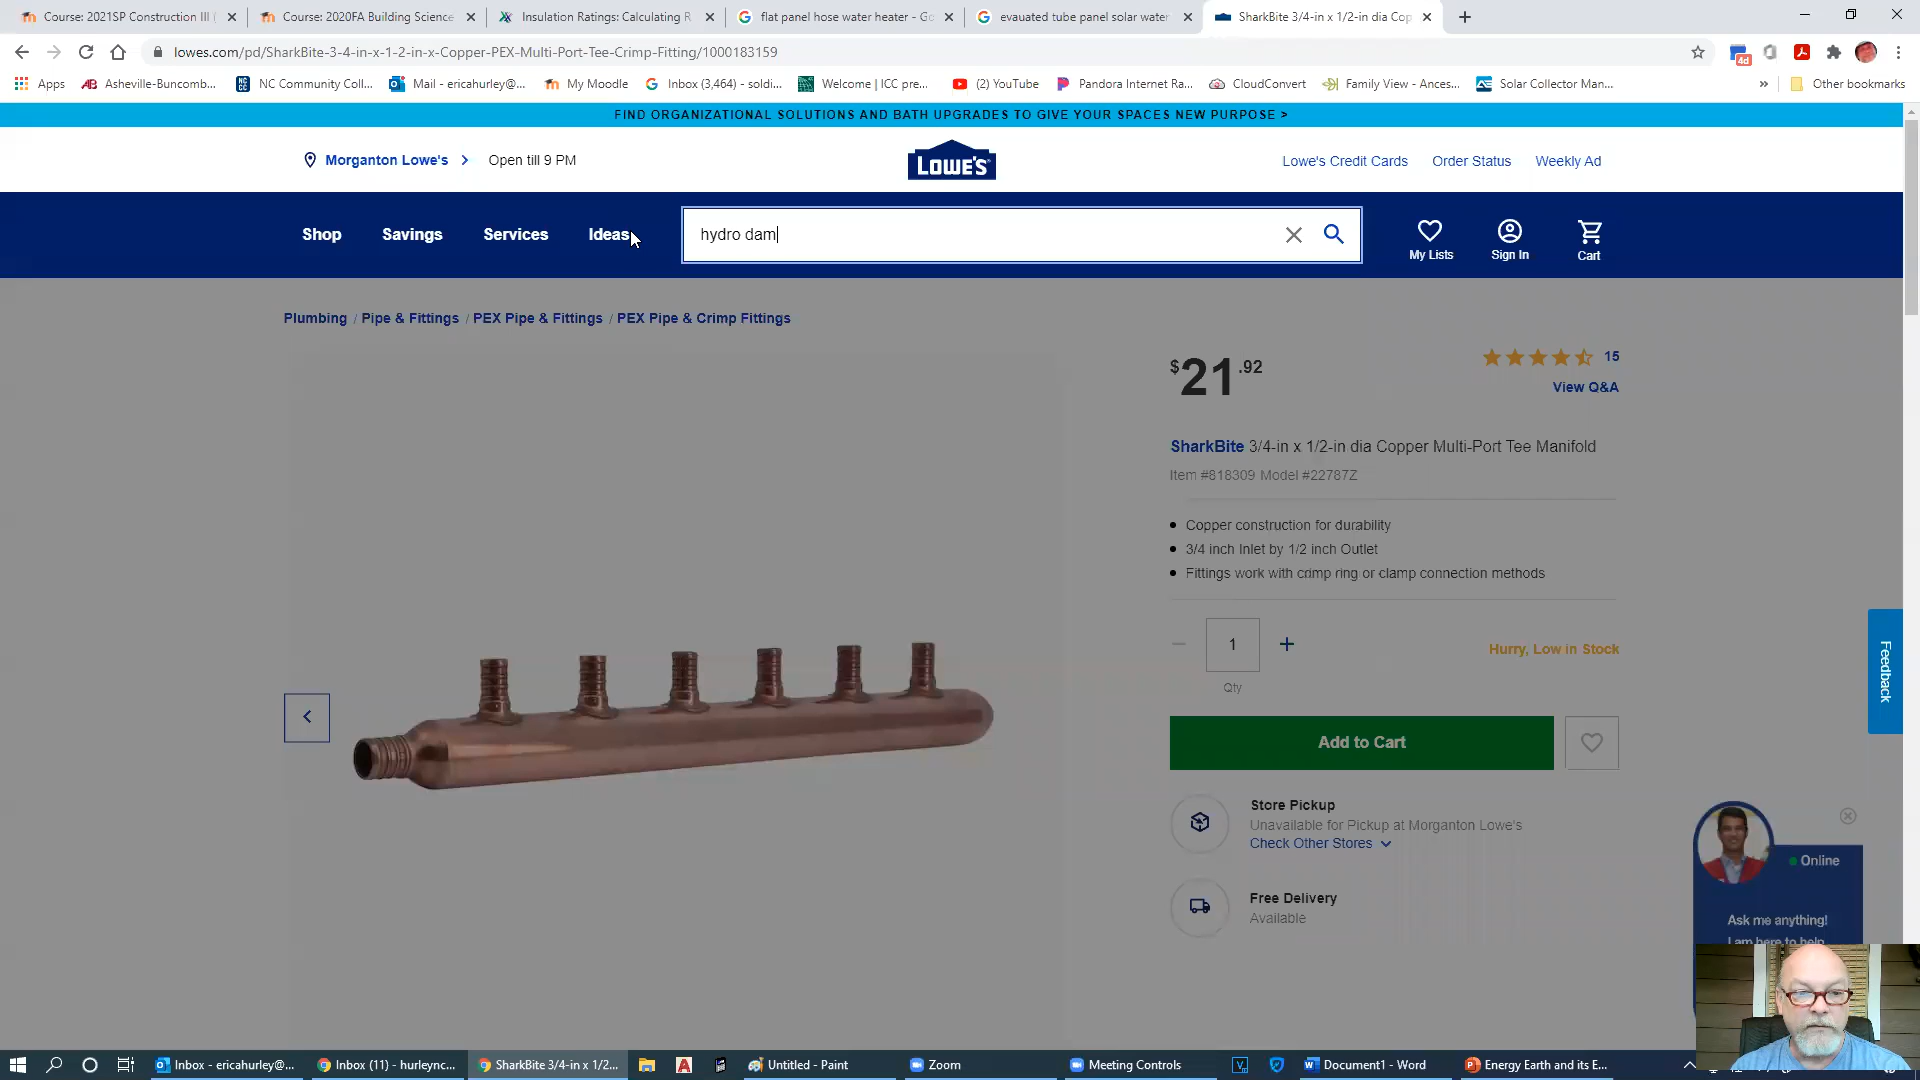 Course: 2021SP Construction III (
Course: 2020FA Building Science
Insulation Ratings: Calculating R
flat panel hose water heater - Go
evauated tube panel solar water
SharkBite 3/4-in x 1/2-in dia Cop
lowes.com/pd/SharkBite-3-4-in-x-1-2-in-x-Copper-PEX-Multi-Port-Tee-Crimp-Fitting/1000183159
4d
Apps
Asheville-Buncomb...
NC Community Coll...
Mail - ericahurley@...
My Moodle
Inbox (3,464) - soldi...
Welcome | ICC pre...
(2) YouTube
Pandora Internet Ra...
CloudConvert
Family View - Ances...
Solar Collector Man...
»
Other bookmarks
FIND ORGANIZATIONAL SOLUTIONS AND BATH UPGRADES TO GIVE YOUR SPACES NEW PURPOSE >
Morganton Lowe's
Open till 9 PM
LOWE'S
Lowe's Credit Cards
Order Status
Weekly Ad
Shop
Savings
Services
Ideas
hydro dam
My Lists
Sign In
Cart
Plumbing / Pipe & Fittings / PEX Pipe & Fittings / PEX Pipe & Crimp Fittings
$21.92
15
View Q&A
SharkBite 3/4-in x 1/2-in dia Copper Multi-Port Tee Manifold
Item #818309 Model #22787Z
Copper construction for durability
3/4 inch Inlet by 1/2 inch Outlet
Fittings work with crimp ring or clamp connection methods
1
Qty
Hurry, Low in Stock
Feedback
Add to Cart
Store Pickup
Unavailable for Pickup at Morganton Lowe's
Check Other Stores
Free Delivery
Available
Online
Ask me anything!
I am here to help
Inbox - ericahurley@...
Inbox (11) - hurleync...
SharkBite 3/4-in x 1/2...
Untitled - Paint
Zoom
Meeting Controls
Document1 - Word
Energy Earth and its E...